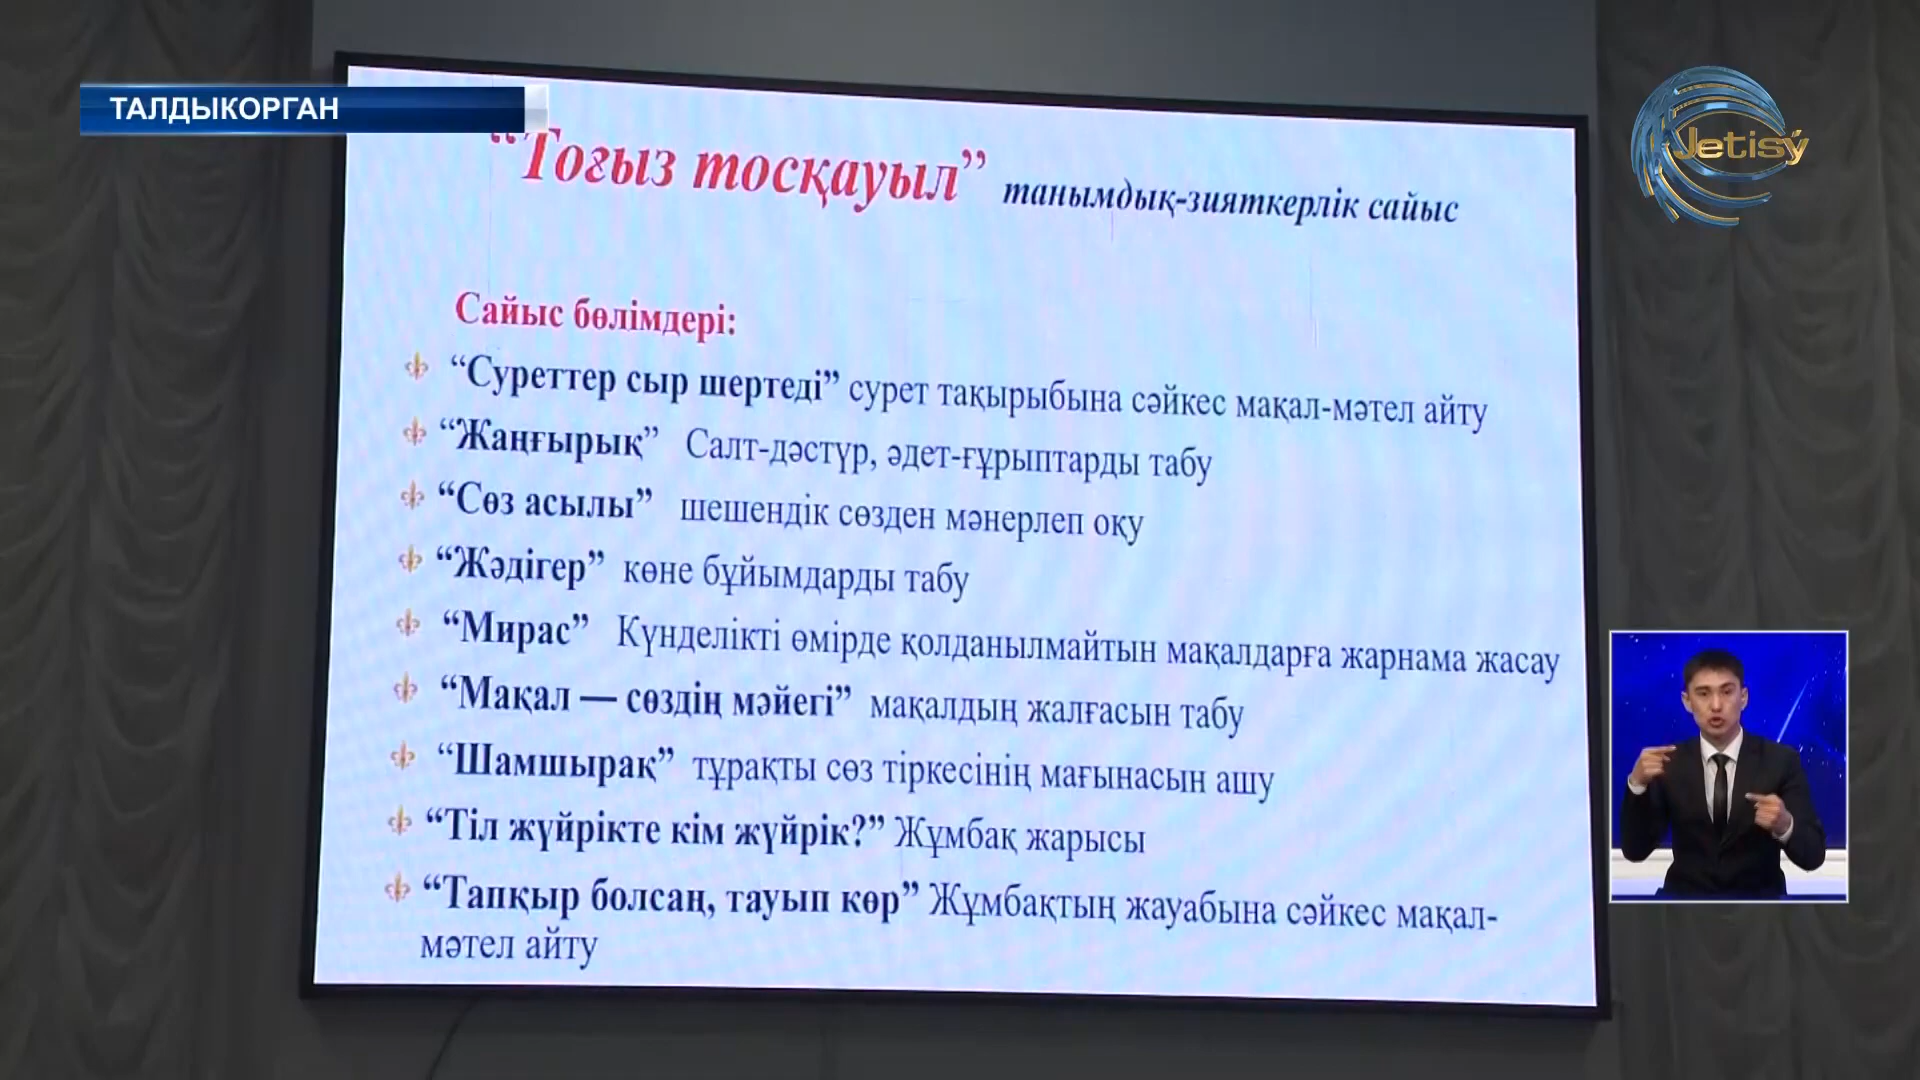 ТАЛДЫКОРГАН
Jetisý
“Тоғыз тосқауыл” танымдық-зияткерлік сайыс
Сайыс бөлімдері:
“Суреттер сыр шертеді” сурет тақырыбына сәйкес мақал-мәтел айту
“Жаңғырық” Салт-дәстүр, әдет-ғұрыптарды табу
“Сөз асылы” шешендік сөзден мәнерлеп оқу
“Жәдігер” көне бұйымдарды табу
“Мирас” Күнделікті өмірде қолданылмайтын мақалдарға жарнама жасау
“Мақал — сөздің мәйегі” мақалдың жалғасын табу
“Шамшырақ” тұрақты сөз тіркесінің мағынасын ашу
“Тіл жүйрікте кім жүйрік?” Жұмбақ жарысы
“Тапқыр болсаң, тауып көр” Жұмбақтың жауабына сәйкес мақал-
мәтел айту